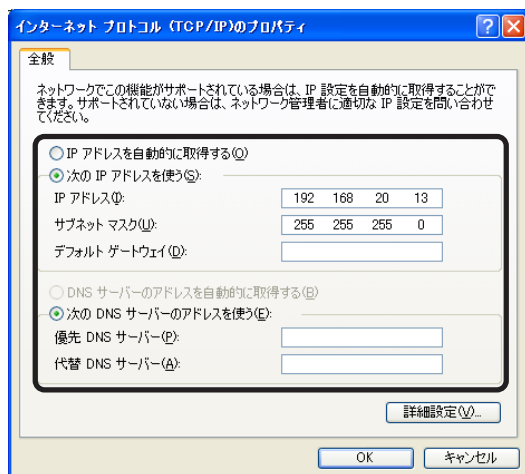 インターネット プロトコル (TCP/IP)のプロパティ
全般
ネットワークでこの機能がサポートされている場合は、IP 設定を自動的に取得することがで
きます。サポートされていない場合は、ネットワーク管理者に適切な IP 設定を問い合わせ
てください。
IP アドレスを自動的に取得する(O)
次の IP アドレスを使う(S):
IP アドレス(I): 192 168 20 13
サブネット マスク(U): 255 255 255 0
デフォルト ゲートウェイ(D):
DNS サーバーのアドレスを自動的に取得する(B)
次の DNS サーバーのアドレスを使う(E):
優先 DNS サーバー(P):
代替 DNS サーバー(A):
詳細設定(V)...
OK キャンセル